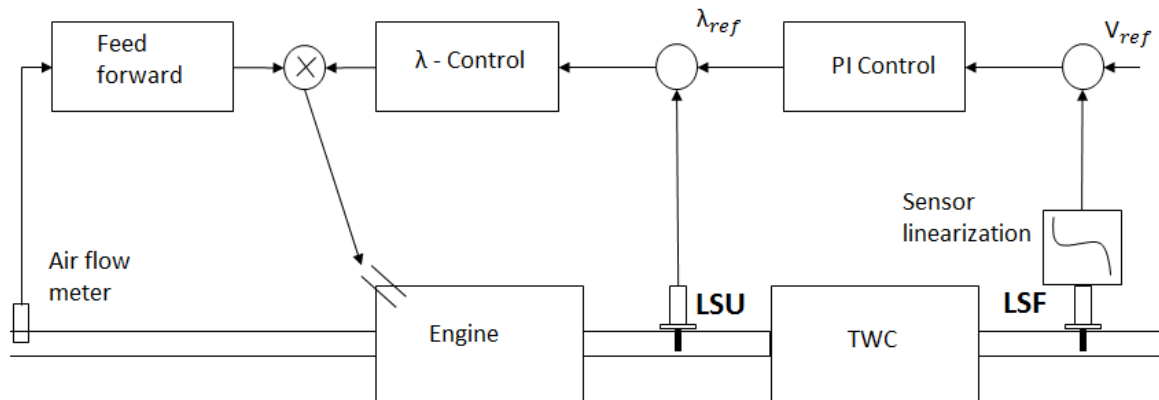 Feed
forward
λ - Control
λref
PI Control
Vref
Sensor
linearization
Air flow
meter
Engine
LSU
TWC
LSF